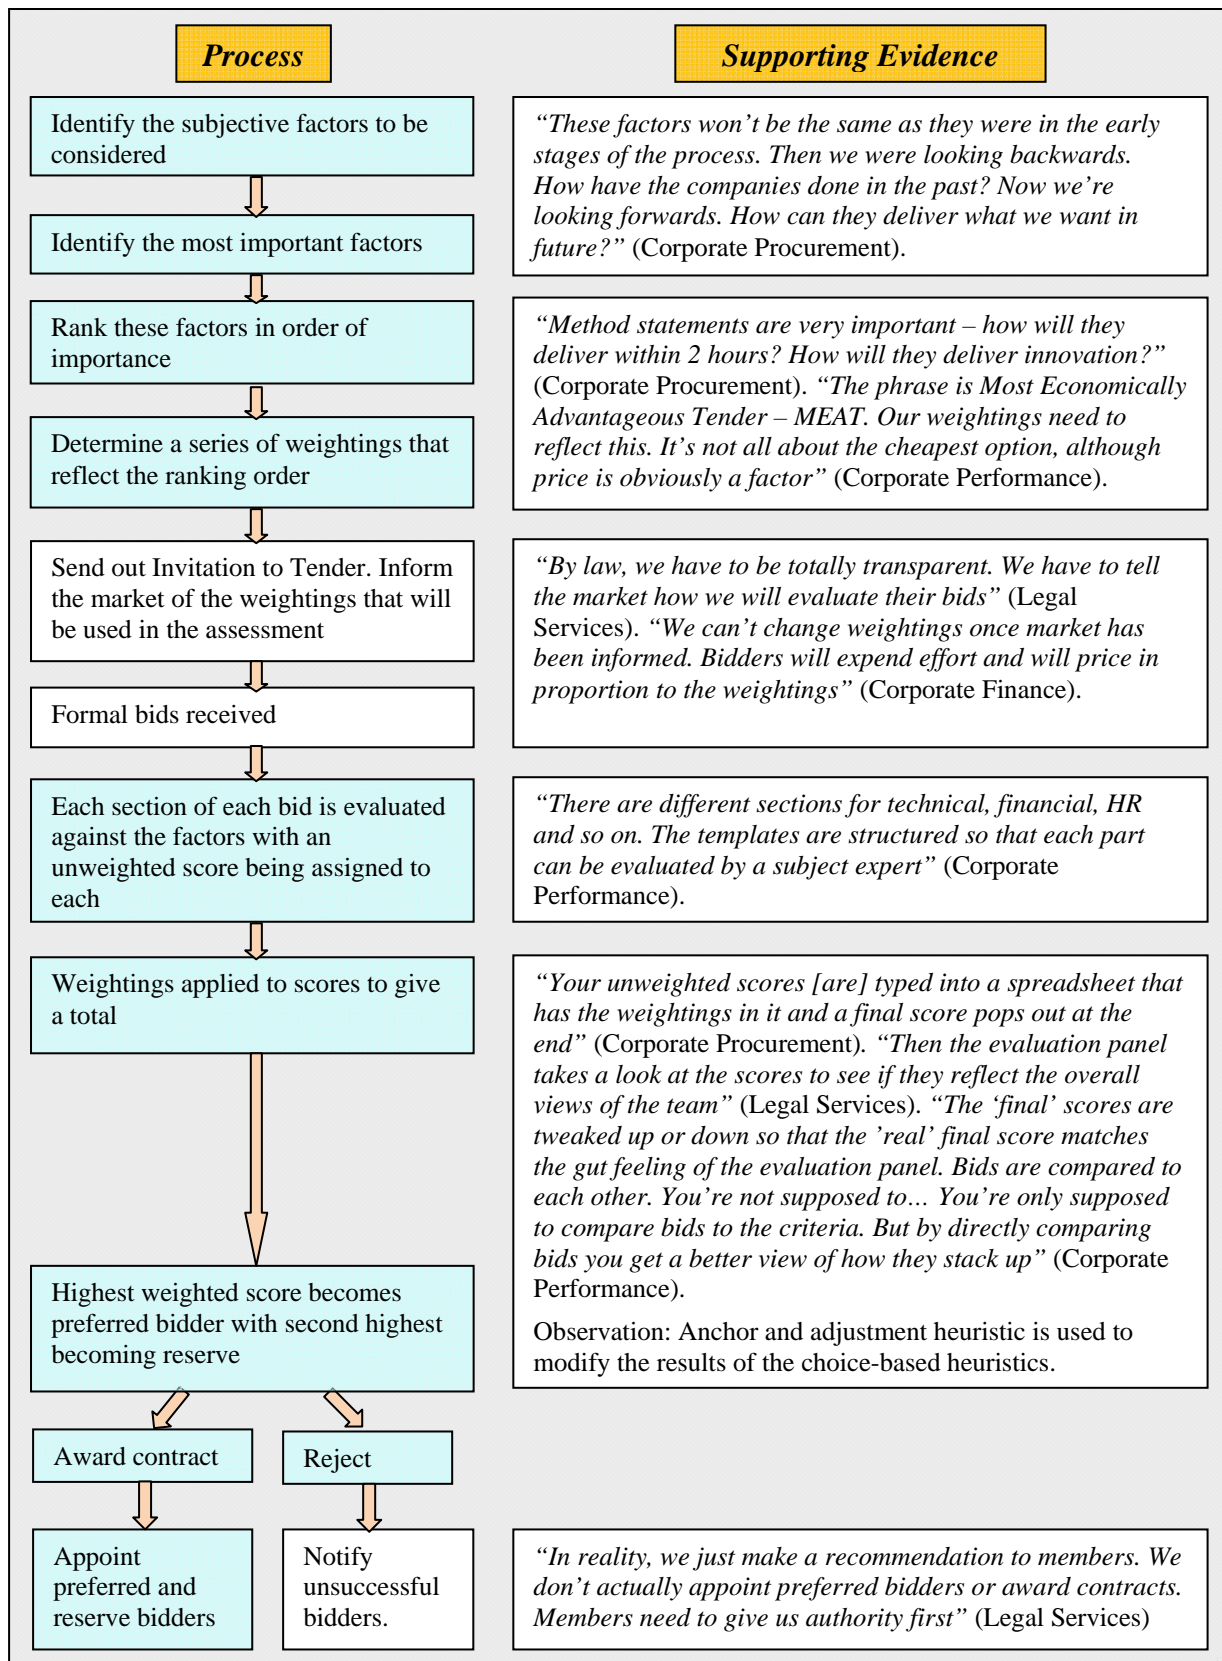 Process
Supporting Evidence
Identify the subjective factors to be
considered
“These factors won’t be the same as they were in the early
stages of the process. Then we were looking backwards.
How have the companies done in the past? Now we’re
looking forwards. How can they deliver what we want in
future?” (Corporate Procurement).
Identify the most important factors
Rank these factors in order of
importance
“Method statements are very important – how will they
deliver within 2 hours? How will they deliver innovation?”
(Corporate Procurement). “The phrase is Most Economically
Advantageous Tender – MEAT. Our weightings need to
reflect this. It’s not all about the cheapest option, although
price is obviously a factor” (Corporate Performance).
Determine a series of weightings that
reflect the ranking order
Send out Invitation to Tender. Inform
the market of the weightings that will
be used in the assessment
“By law, we have to be totally transparent. We have to tell
the market how we will evaluate their bids” (Legal
Services). “We can’t change weightings once market has
been informed. Bidders will expend effort and will price in
proportion to the weightings” (Corporate Finance).
Formal bids received
Each section of each bid is evaluated
against the factors with an
unweighted score being assigned to
each
“There are different sections for technical, financial, HR
and so on. The templates are structured so that each part
can be evaluated by a subject expert” (Corporate
Performance).
Weightings applied to scores to give
a total
“Your unweighted scores [are] typed into a spreadsheet that
has the weightings in it and a final score pops out at the
end” (Corporate Procurement). “Then the evaluation panel
takes a look at the scores to see if they reflect the overall
views of the team” (Legal Services). “The ‘final’ scores are
tweaked up or down so that the ’real’ final score matches
the gut feeling of the evaluation panel. Bids are compared to
each other. You’re not supposed to… You’re only supposed
to compare bids to the criteria. But by directly comparing
bids you get a better view of how they stack up” (Corporate
Performance).
Observation: Anchor and adjustment heuristic is used to
modify the results of the choice-based heuristics.
Highest weighted score becomes
preferred bidder with second highest
becoming reserve
Award contract
Reject
Appoint
preferred and
reserve bidders
Notify
unsuccessful
bidders.
“In reality, we just make a recommendation to members. We
don’t actually appoint preferred bidders or award contracts.
Members need to give us authority first” (Legal Services)